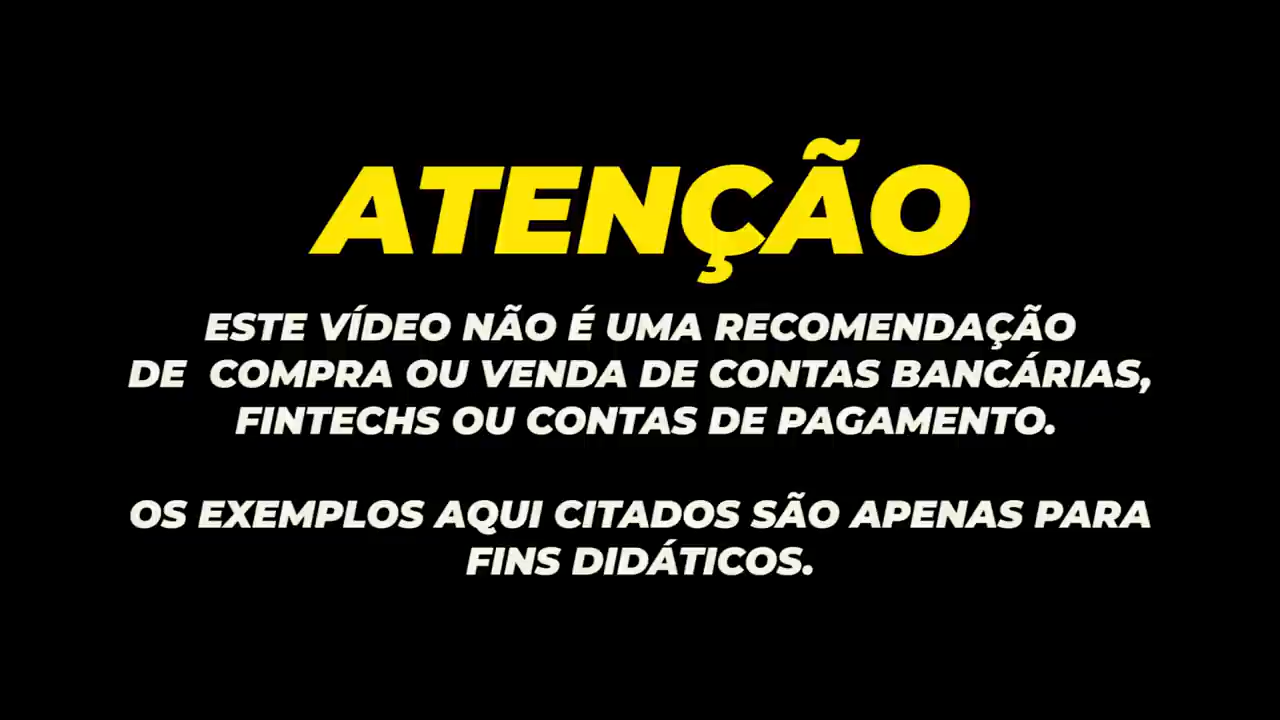 ATENÇÃO
ESTE VÍDEO NÃO É UMA RECOMENDAÇÃO
DE COMPRA OU VENDA DE CONTAS BANCÁRIAS,
FINTECHS OU CONTAS DE PAGAMENTO.
OS EXEMPLOS AQUI CITADOS SÃO APENAS PARA
FINS DIDÁTICOS.